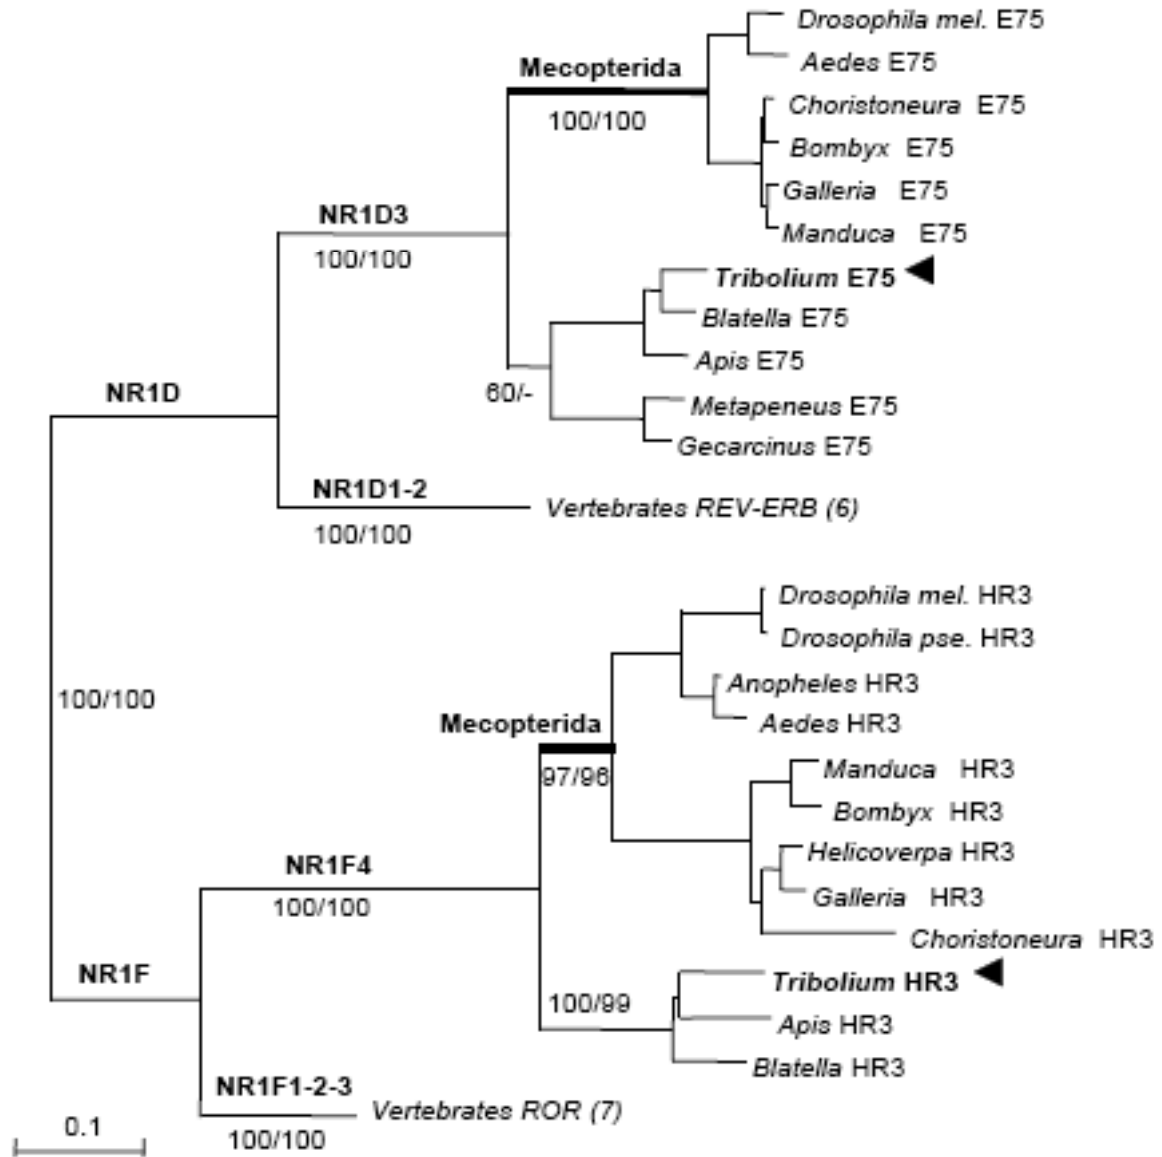 Drosophila mel. E75
Mecopterida
Aedes E75
100/100
Choristoneura E75
Bombyx E75
Galleria E75
NR1D3
Manduca E75
100/100
Tribolium E75
Blatella E75
Apis E75
NR1D
60/-
Metapeneus E75
Gecarcinus E75
NR1D1-2
Vertebrates REV-ERB (6)
100/100
Drosophila mel. HR3
Drosophila pse. HR3
Anopheles HR3
100/100
Mecopterida
Aedes HR3
97/96
Manduca HR3
Bombyx HR3
Helicoverpa HR3
NR1F4
Galleria HR3
100/100
Choristoneura HR3
NR1F
Tribolium HR3
100/99
Apis HR3
Blatella HR3
NR1F1-2-3
Vertebrates ROR (7)
0.1
100/100